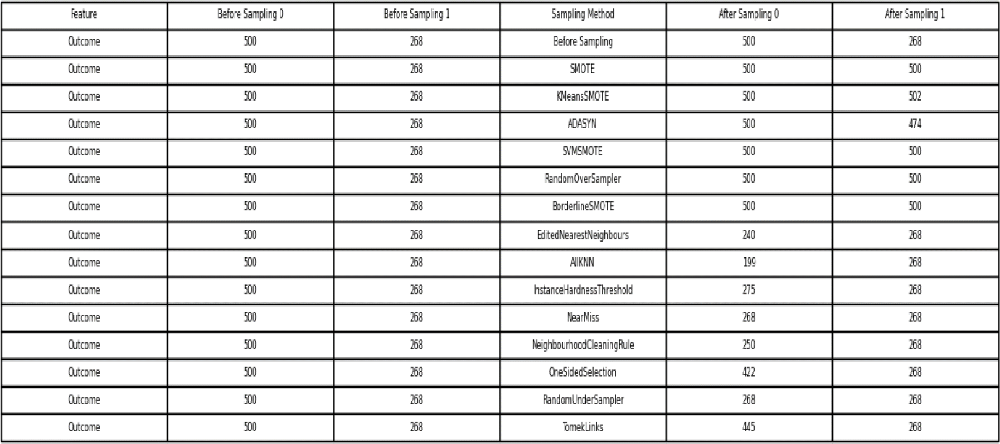 Feature Before Sampling 0 Before Sampling 1 Sampling Method After Sampling 0 After Sampling 1
Outcome 500 268 Before Sampling 500 268
Outcome 500 268 SMOTE 500 500
Outcome 500 268 KMeansSMOTE 500 502
Outcome 500 268 ADASYN 500 474
Outcome 500 268 SVMSMOTE 500 500
Outcome 500 268 RandomOverSampler 500 500
Outcome 500 268 BorderlineSMOTE 500 500
Outcome 500 268 EditedNearestNeighbours 240 268
Outcome 500 268 AllKNN 199 268
Outcome 500 268 InstanceHardnessThreshold 275 268
Outcome 500 268 NearMiss 268 268
Outcome 500 268 NeighbourhoodCleaningRule 250 268
Outcome 500 268 OneSidedSelection 422 268
Outcome 500 268 RandomUnderSampler 268 268
Outcome 500 268 TomekLinks 445 268